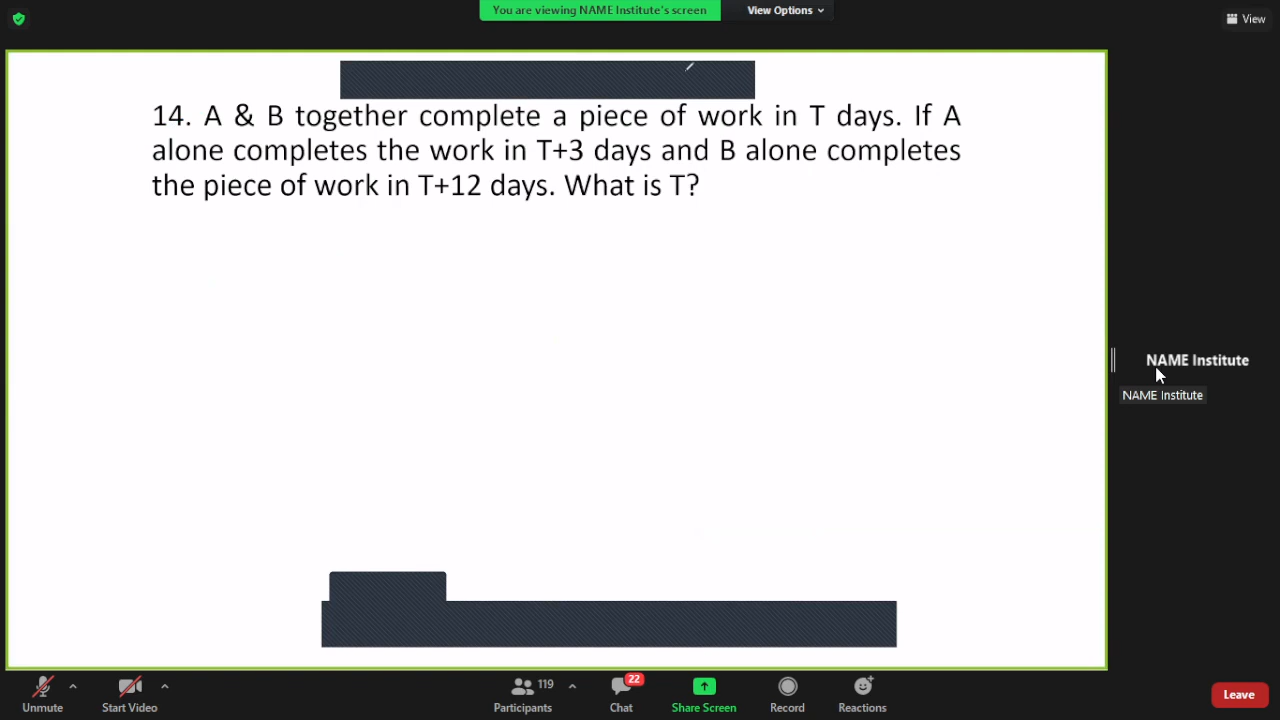 You are viewing NAME Institute's screen
View Options
View
14. A & B together complete a piece of work in T days. If A
alone completes the work in T+3 days and B alone completes
the piece of work in T+12 days. What is T?
NAME Institute
NAME Institute
Unmute
Start Video
119
Participants
22
Chat
Share Screen
Record
Reactions
Leave